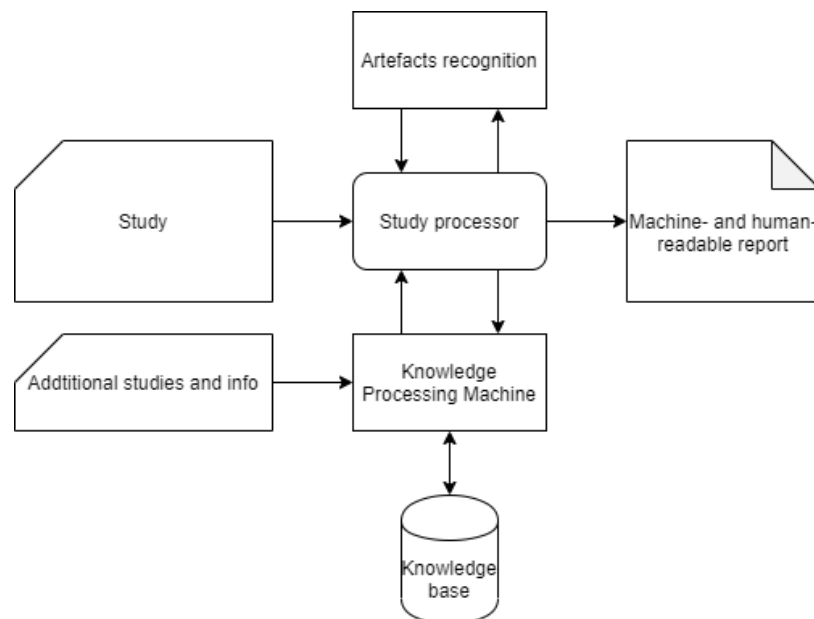 Artefacts recognition
Study
Study processor
Machine- and human-
readable report
Addtitional studies and info
Knowledge
Processing Machine
Knowledge
base